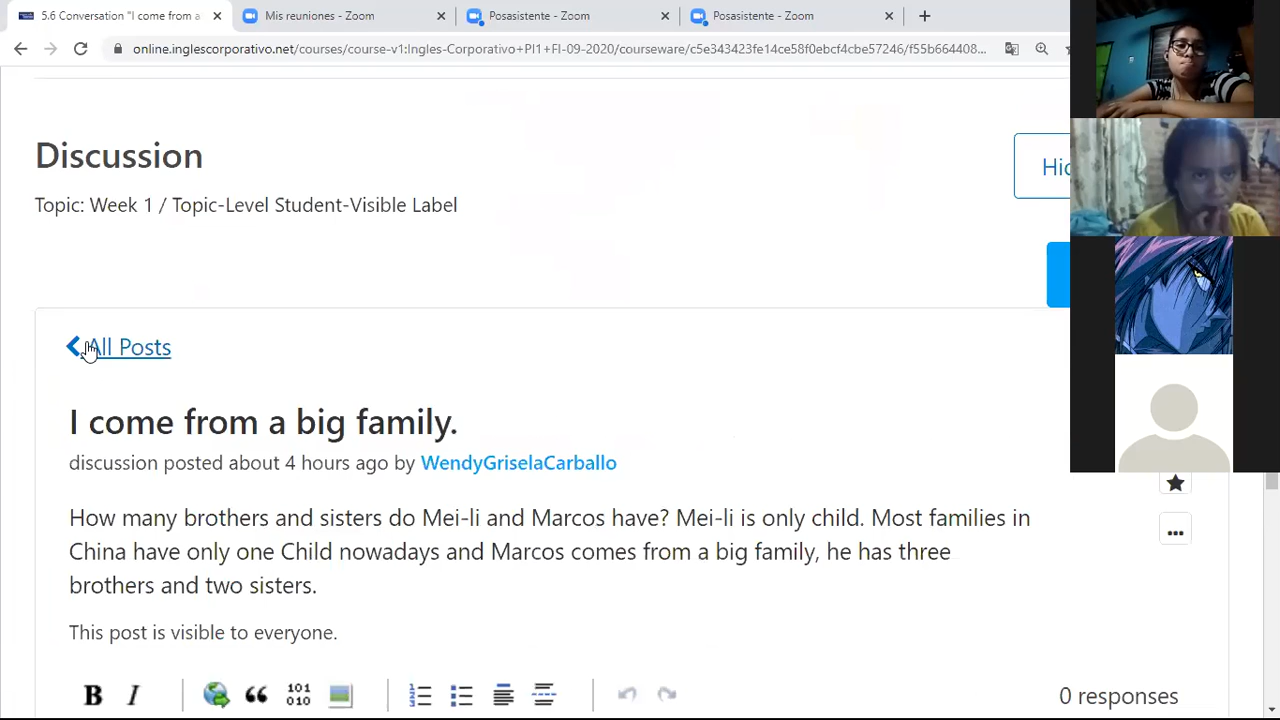 5.6 Conversation "I come from a
Mis reuniones - Zoom
Posasistente - Zoom
Posasistente - Zoom
online.inglescorporativo.net/courses/course-v1:Ingles-Corporativo+PI1+FI-09-2020/courseware/c5e343423fe14ce58f0ebcf4cbe57246/f55b664408...
Discussion
Hid
Topic: Week 1 / Topic-Level Student-Visible Label
All Posts
I come from a big family.
discussion posted about 4 hours ago by WendyGriselaCarballo
How many brothers and sisters do Mei-li and Marcos have? Mei-li is only child. Most families in
China have only one Child nowadays and Marcos comes from a big family, he has three
brothers and two sisters.
This post is visible to everyone.
B I
101
010
0 responses